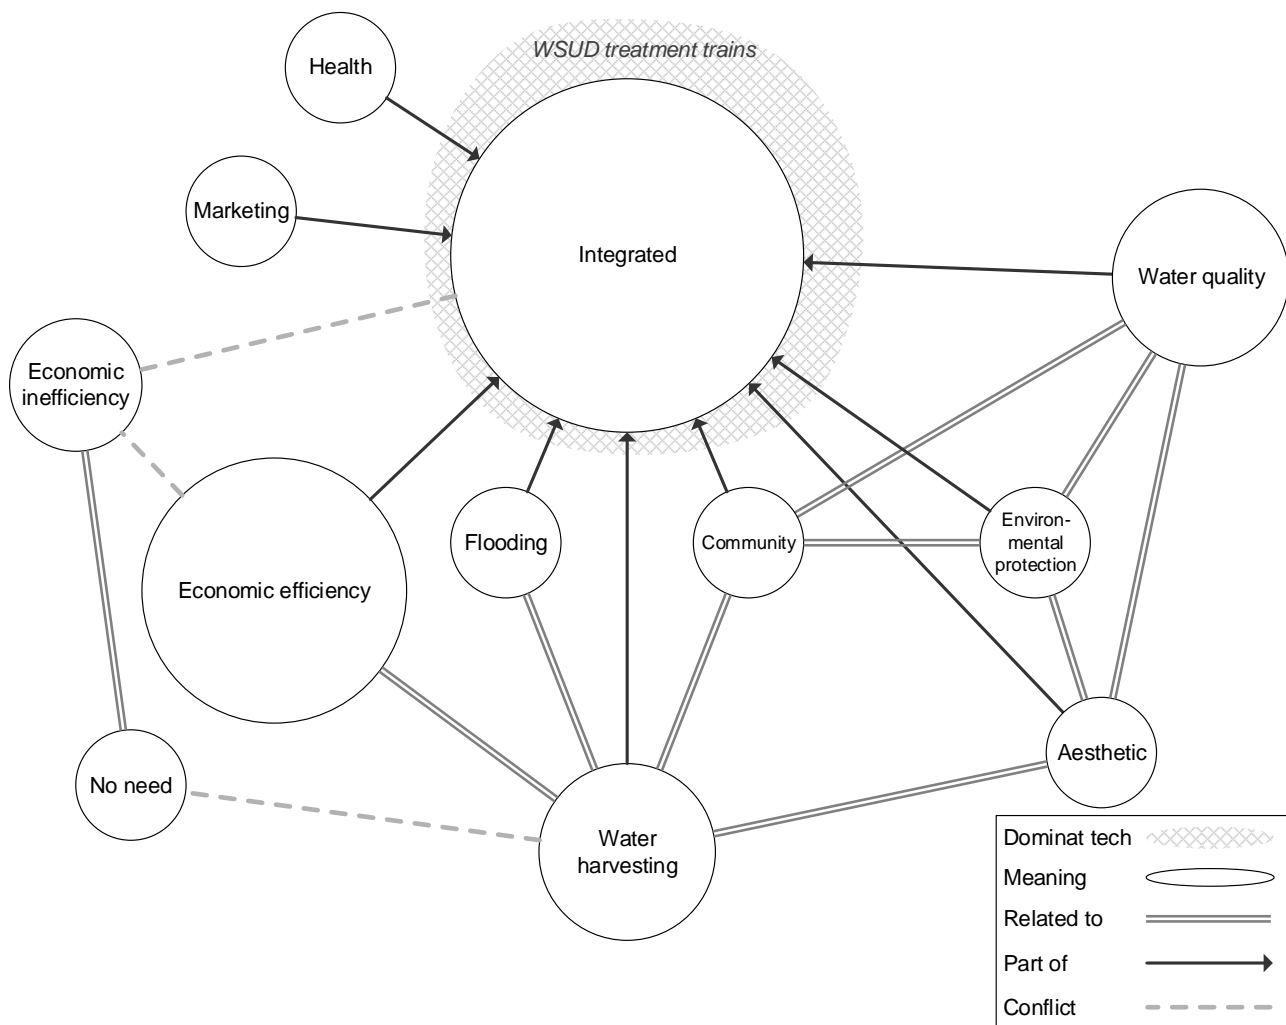 WSUD treatment trains
Health
Marketing
Integrated
Water quality
Economic
inefficiency
Economic efficiency
Flooding
Community
Environ-
mental
protection
No need
Water
harvesting
Aesthetic
Dominat tech
Meaning
Related to
Part of
Conflict